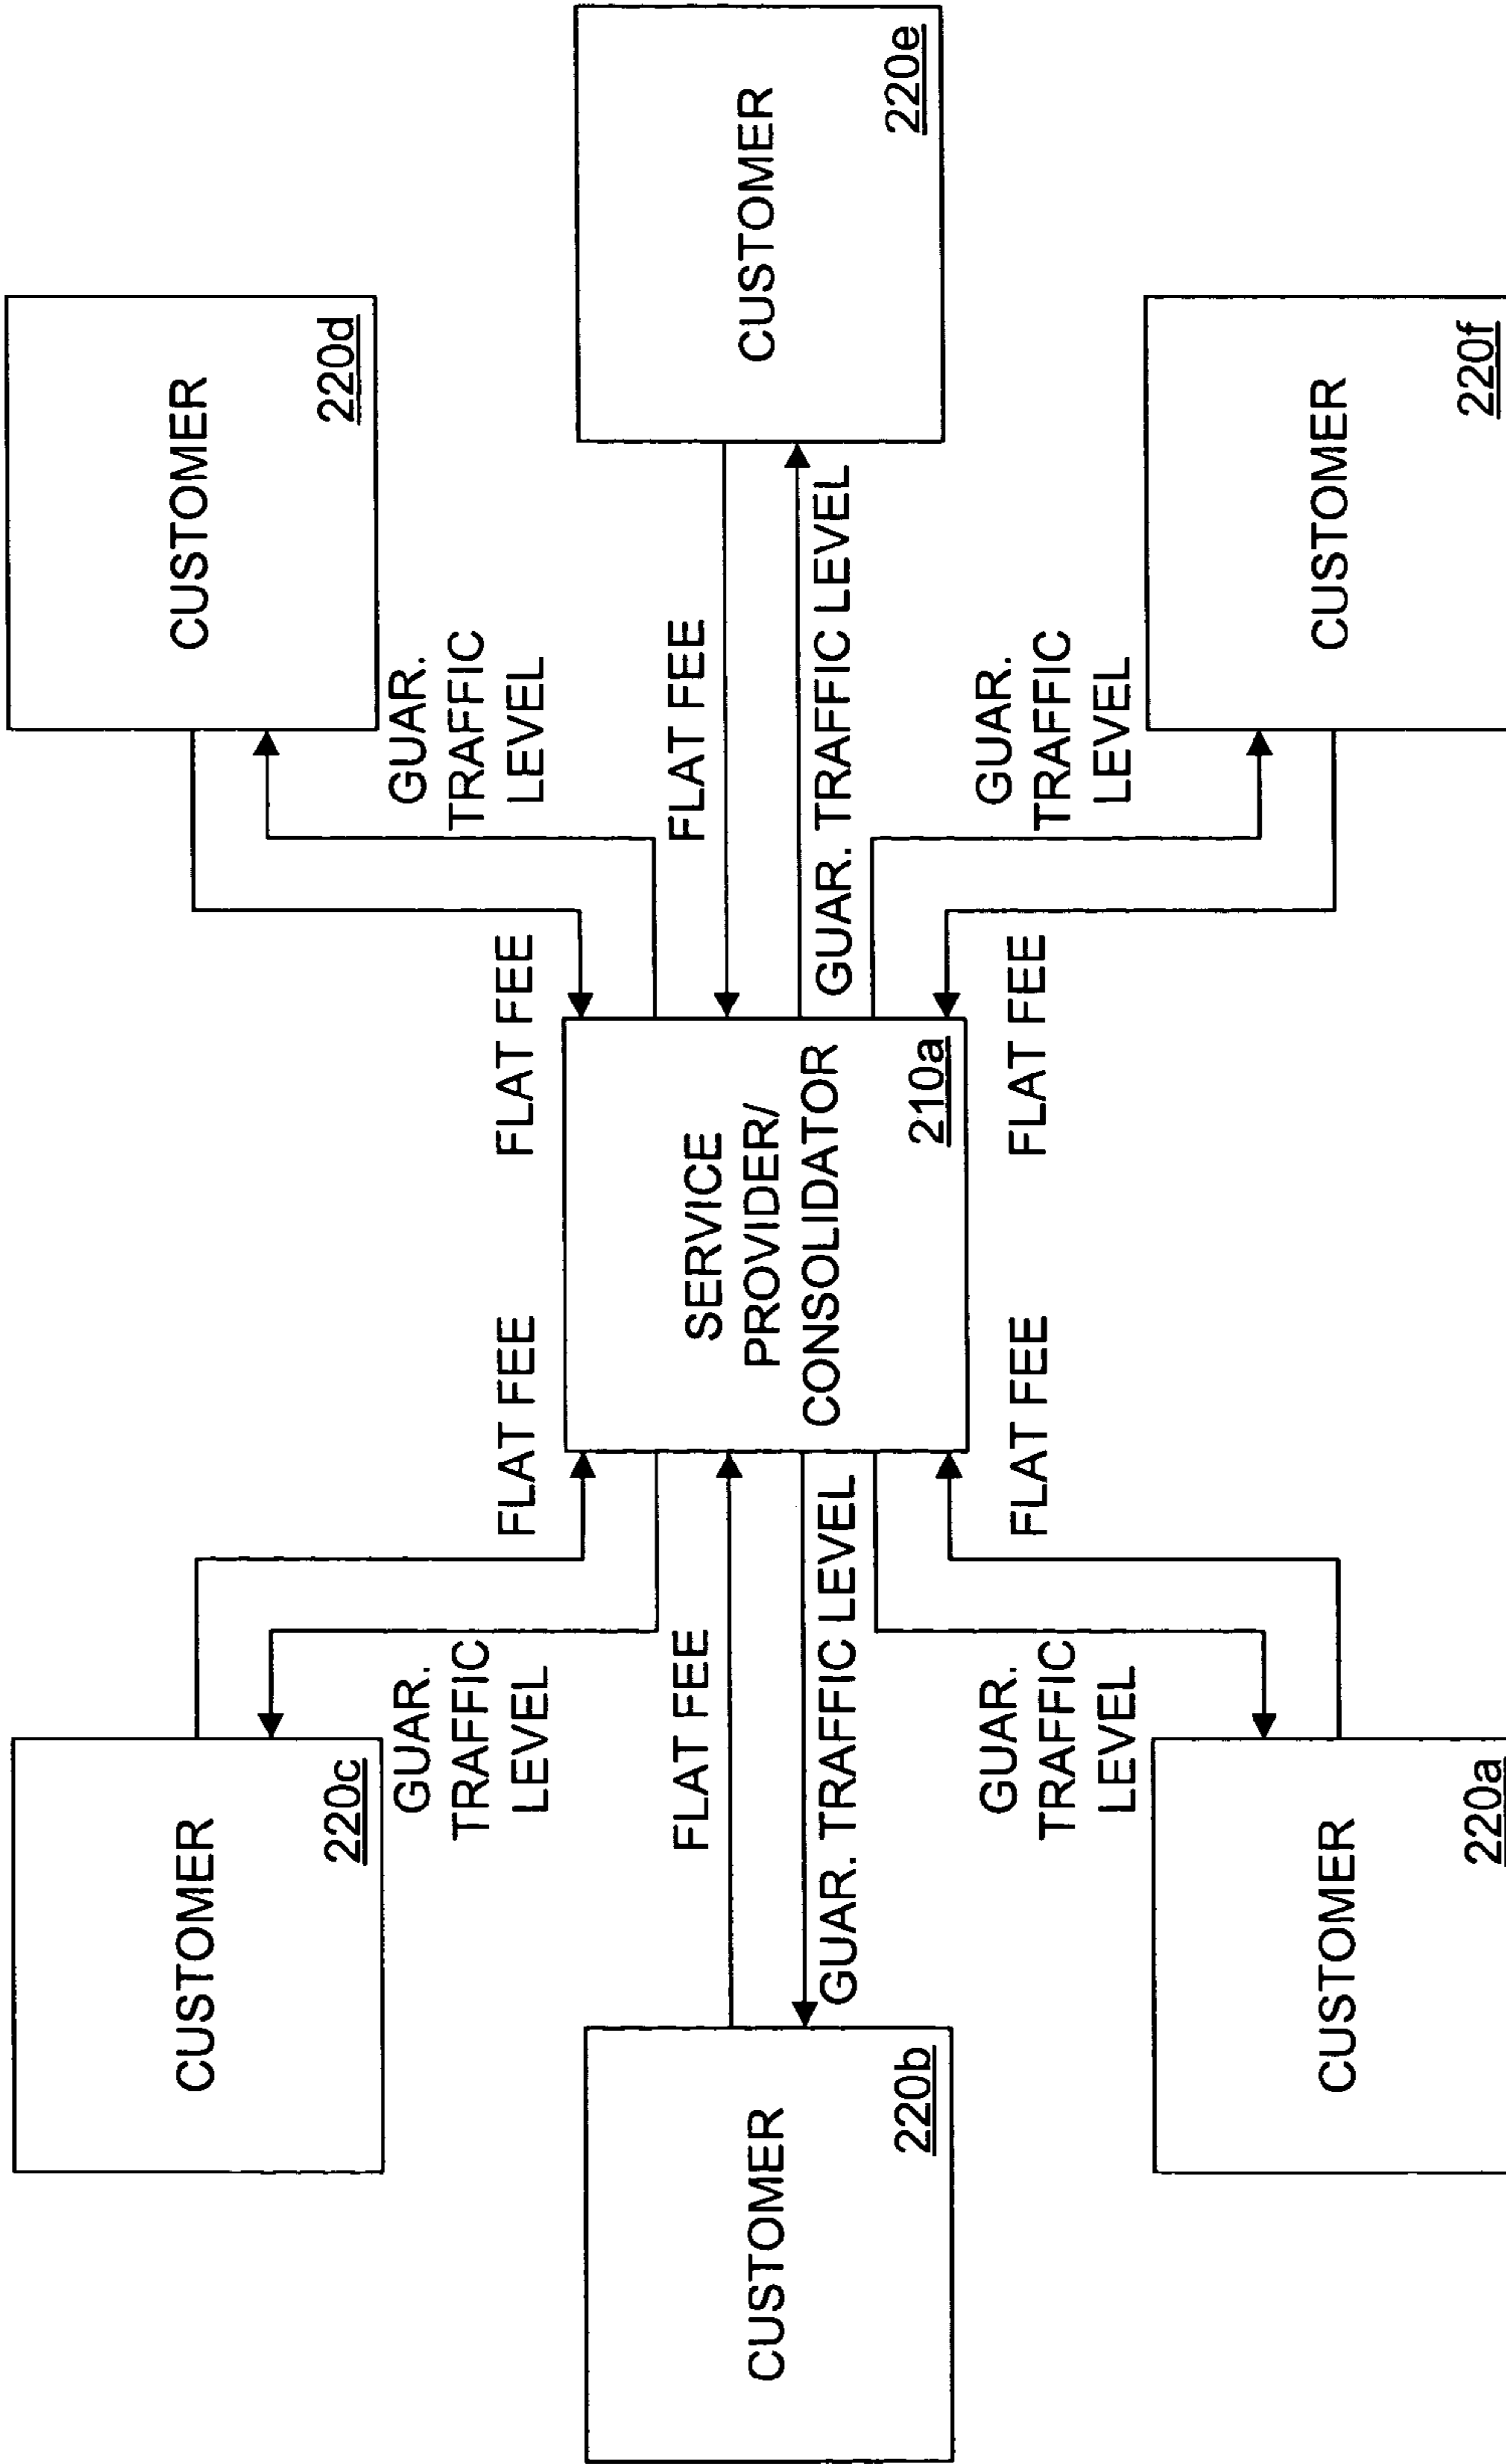 CUSTOMER
220c
CUSTOMER
220d
GUAR.
TRAFFIC
LEVEL
FLAT FEE
FLAT FEE
GUAR.
TRAFFIC
LEVEL
CUSTOMER
220b
FLAT FEE
GUAR. TRAFFIC LEVEL
SERVICE
PROVIDER/
CONSOLIDATOR
210a
FLAT FEE
GUAR. TRAFFIC LEVEL
CUSTOMER
220e
GUAR.
TRAFFIC
LEVEL
FLAT FEE
FLAT FEE
GUAR.
TRAFFIC
LEVEL
CUSTOMER
220a
CUSTOMER
220f